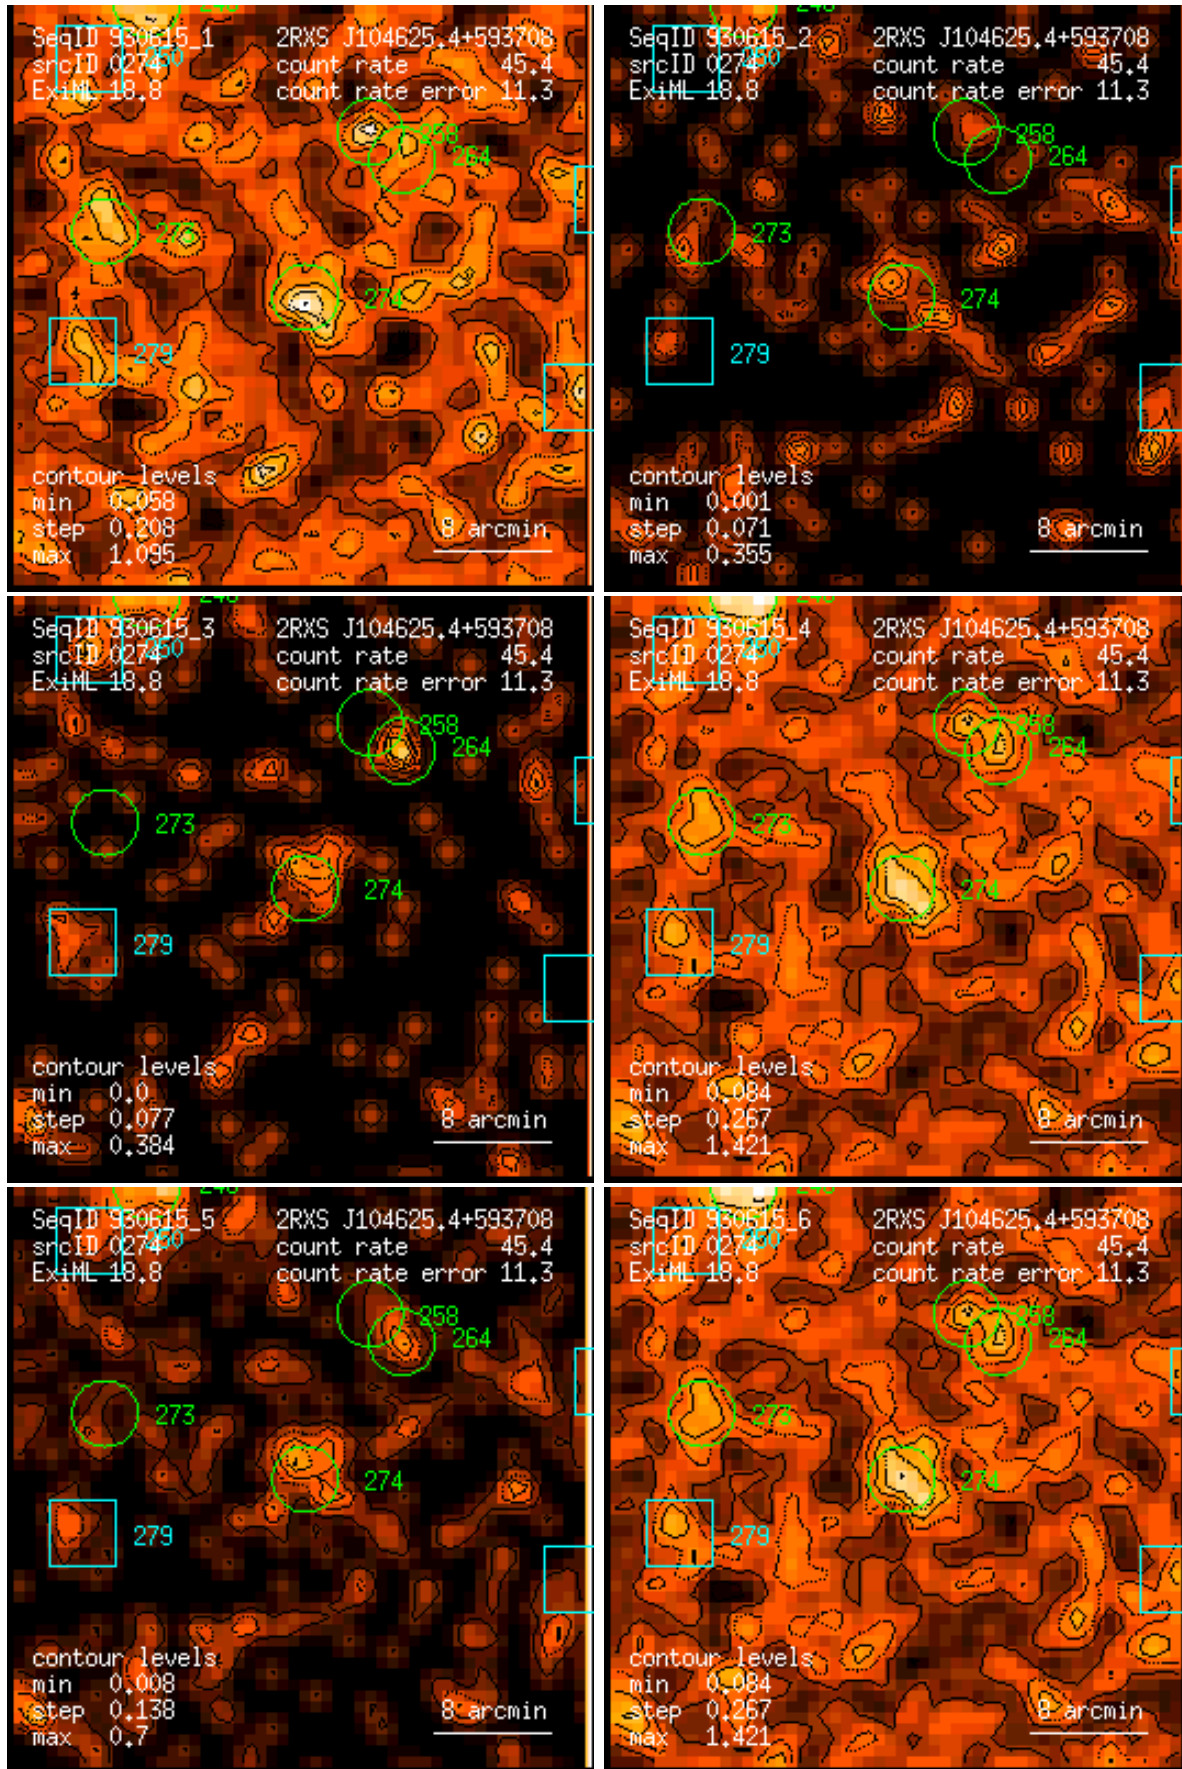 248
SeqID 930615_1 2RXS J104625.4+593708
srcID 0274 250 count rate 45.4
ExiML 18.8 count rate error 11.3
258
264
273
274
279
contour levels
min 0.058
step 0.208
max 1.095
8 arcmin
248
SeqID 930615_2 2RXS J104625.4+593708
srcID 0274 250 count rate 45.4
ExiML 18.8 count rate error 11.3
258
264
273
274
279
contour levels
min 0.001
step 0.071
max 0.355
8 arcmin
SeqID 930615_3 2RXS J104625.4+593708
srcID 0274 250 count rate 45.4
ExiML 18.8 count rate error 11.3
258
264
273
274
279
contour levels
min 0.0
step 0.077
max 0.384
8 arcmin
SeqID 930615_4 2RXS J104625.4+593708
srcID 0274 250 count rate 45.4
ExiML 18.8 count rate error 11.3
258
264
273
274
279
contour levels
min 0.084
step 0.267
max 1.421
8 arcmin
SeqID 930615_5 2RXS J104625.4+593708
srcID 0274 250 count rate 45.4
ExiML 18.8 count rate error 11.3
258
264
273
274
279
contour levels
min 0.008
step 0.138
max 0.7
8 arcmin
SeqID 930615_6 2RXS J104625.4+593708
srcID 0274 250 count rate 45.4
ExiML 18.8 count rate error 11.3
258
264
273
274
279
contour levels
min 0.084
step 0.267
max 1.421
8 arcmin